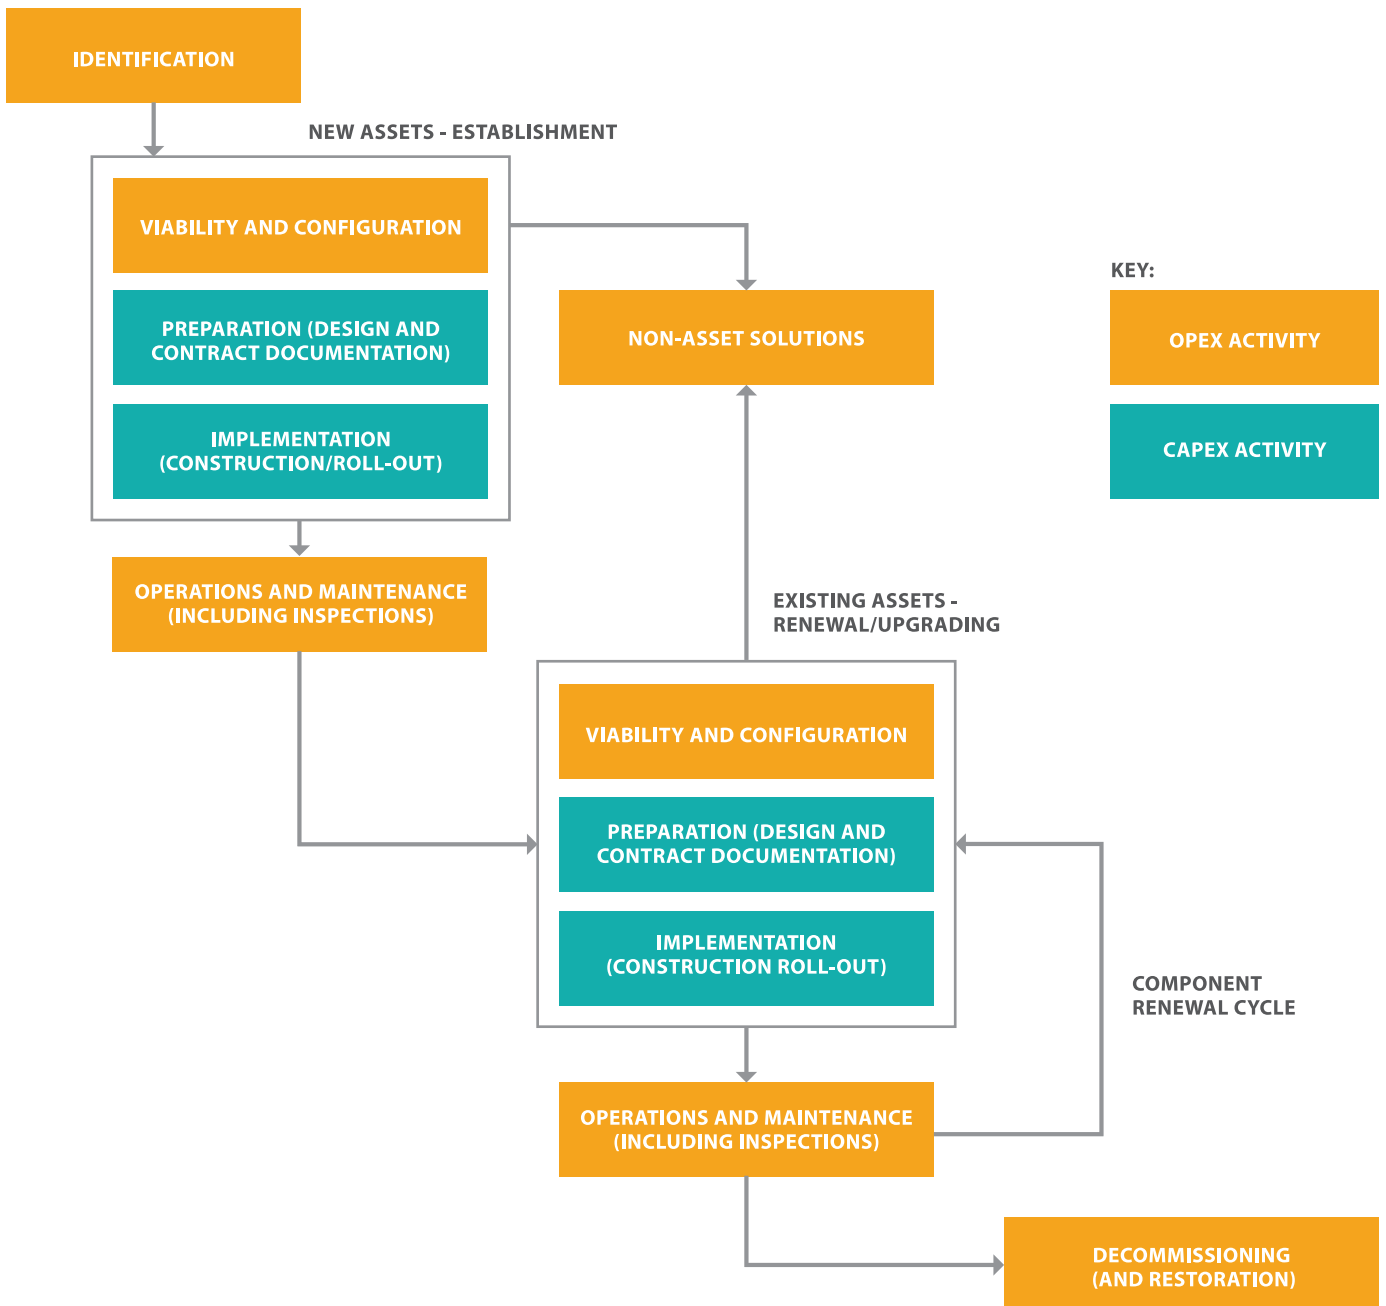 IDENTIFICATION
NEW ASSETS - ESTABLISHMENT
VIABILITY AND CONFIGURATION
PREPARATION (DESIGN AND
CONTRACT DOCUMENTATION)
IMPLEMENTATION
(CONSTRUCTION/ROLL-OUT)
NON-ASSET SOLUTIONS
KEY:
OPEX ACTIVITY
CAPEX ACTIVITY
OPERATIONS AND MAINTENANCE
(INCLUDING INSPECTIONS)
EXISTING ASSETS -
RENEWAL/UPGRADING
VIABILITY AND CONFIGURATION
PREPARATION (DESIGN AND
CONTRACT DOCUMENTATION)
IMPLEMENTATION
(CONSTRUCTION ROLL-OUT)
COMPONENT
RENEWAL CYCLE
OPERATIONS AND MAINTENANCE
(INCLUDING INSPECTIONS)
DECOMMISSIONING
(AND RESTORATION)